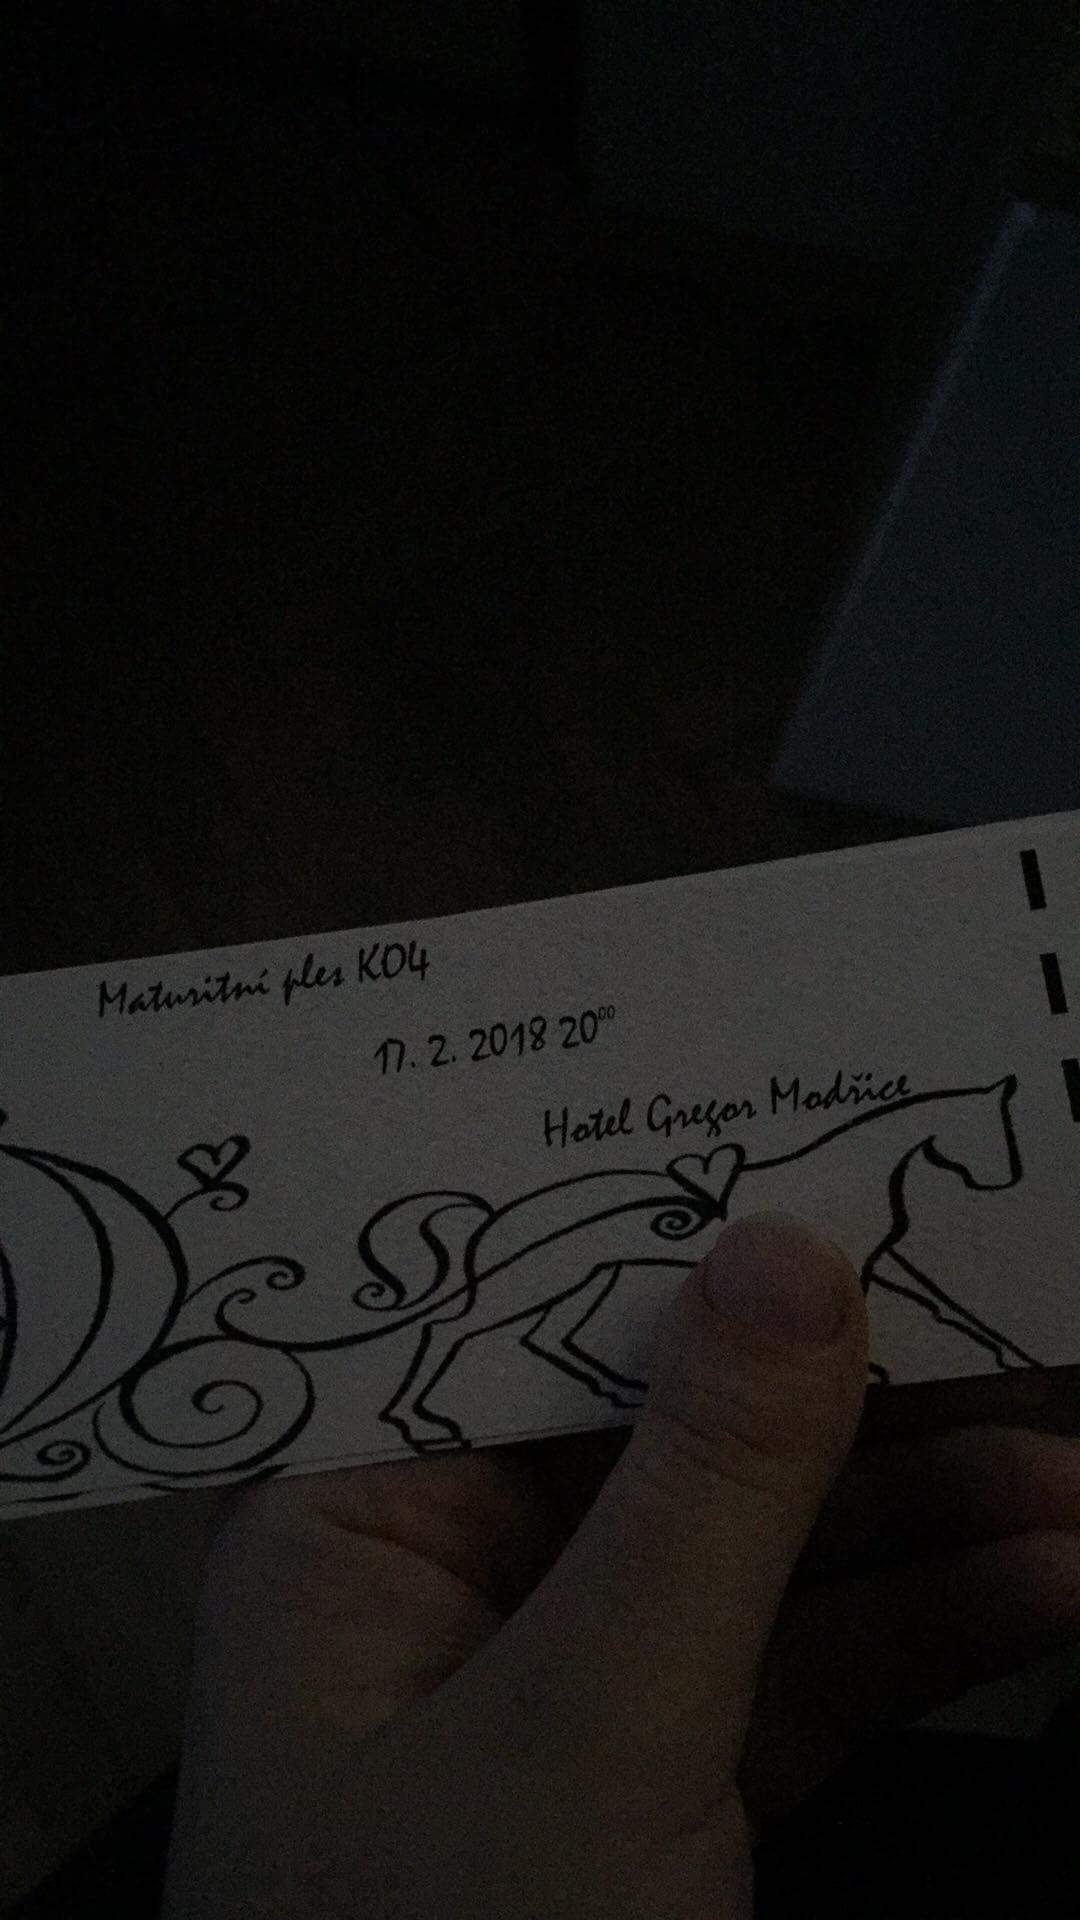 Maturitní ples KO4
17. 2. 2018 20⁰⁰
Hotel Gregor Modřice